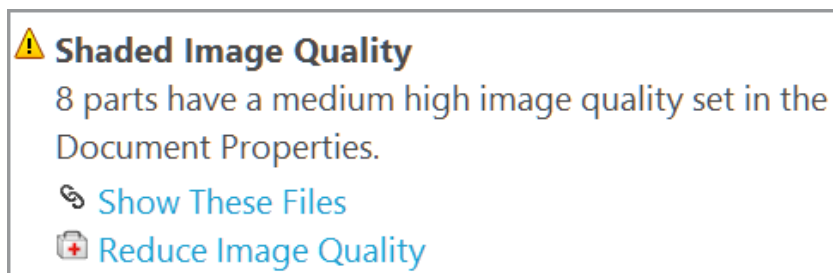 Shaded Image Quality
8 parts have a medium high image quality set in the
Document Properties.
Show These Files
Reduce Image Quality